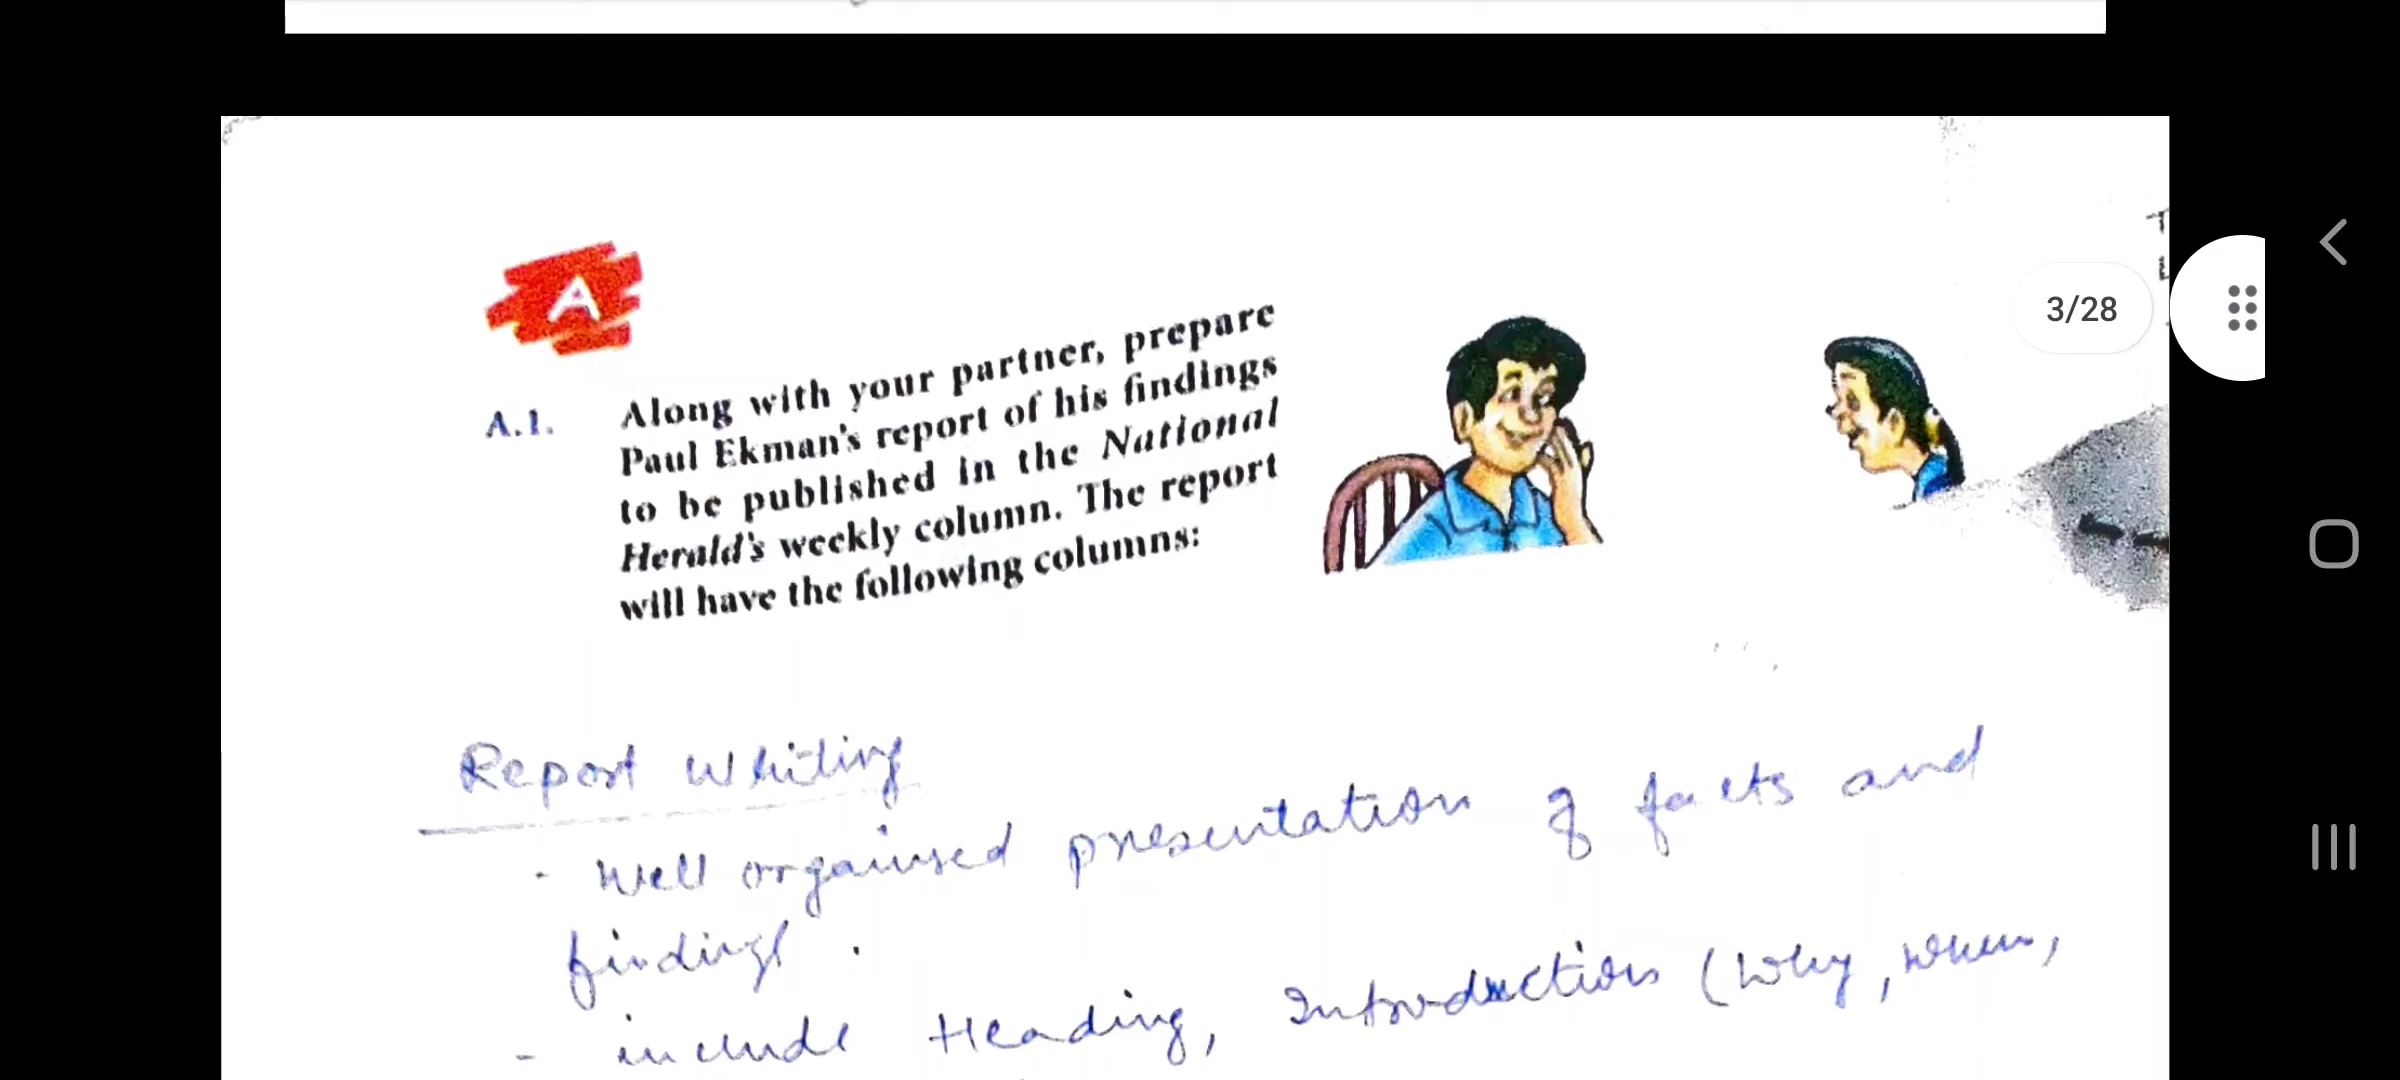 A
A.1. Along with your partner, prepare
Paul Ekman's report of his findings
to be published in the National
Herald's weekly column. The report
will have the following columns:
3/28
Report Writing
- Well organised presentation of facts and
findings.
- include Heading, Introduction (Why, when,